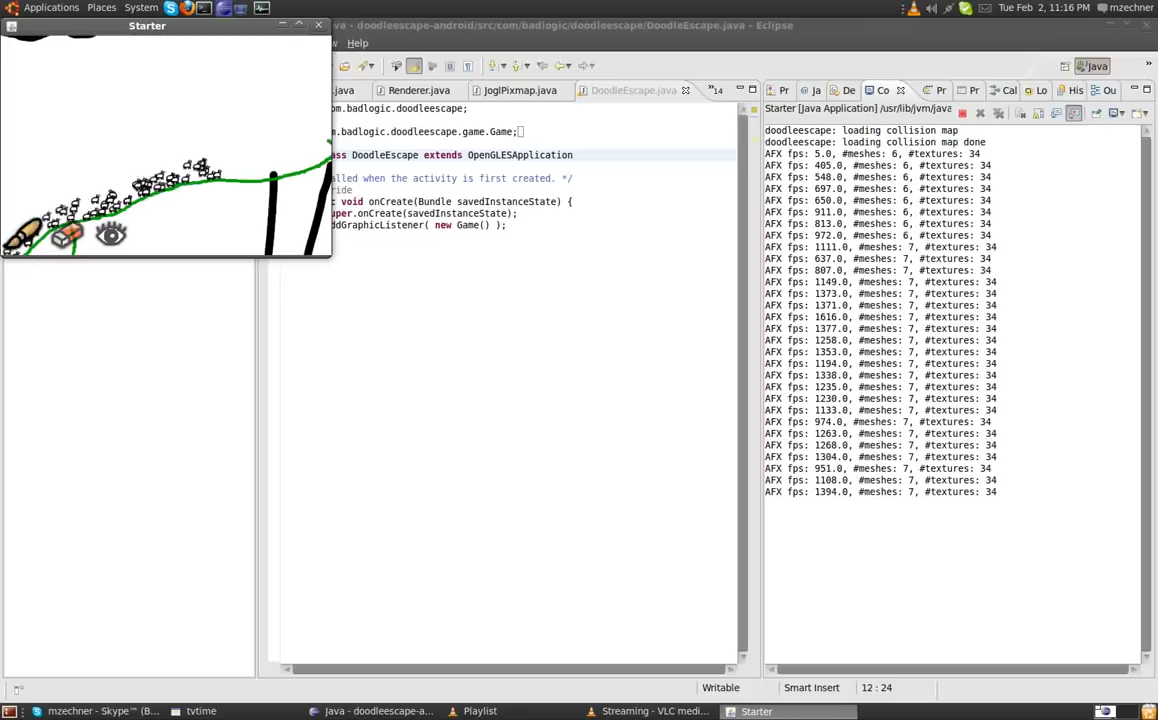 Applications Places System Tue Feb 2, 11:16 PM mzechner
Starter
va - doodleescape-android/src/com/badlogic/doodleescape/DoodleEscape.java - Eclipse
Help
Java
.java Renderer.java JoglPixmap.java DoodleEscape.java »14
Pr Ja De Co Pr Pr Cal Lo His Ou
Starter [Java Application] /usr/lib/jvm/java
om.badlogic.doodleescape;
m.badlogic.doodleescape.game.Game;
ass DoodleEscape extends OpenGLESApplication
alled when the activity is first created. */
ride
c void onCreate(Bundle savedInstanceState) {
uper.onCreate(savedInstanceState);
ddGraphicListener( new Game() );
doodleescape: loading collision map
doodleescape: loading collision map done
AFX fps: 5.0, #meshes: 6, #textures: 34
AFX fps: 405.0, #meshes: 6, #textures: 34
AFX fps: 548.0, #meshes: 6, #textures: 34
AFX fps: 697.0, #meshes: 6, #textures: 34
AFX fps: 650.0, #meshes: 6, #textures: 34
AFX fps: 911.0, #meshes: 6, #textures: 34
AFX fps: 813.0, #meshes: 6, #textures: 34
AFX fps: 972.0, #meshes: 6, #textures: 34
AFX fps: 1111.0, #meshes: 7, #textures: 34
AFX fps: 637.0, #meshes: 7, #textures: 34
AFX fps: 807.0, #meshes: 7, #textures: 34
AFX fps: 1149.0, #meshes: 7, #textures: 34
AFX fps: 1373.0, #meshes: 7, #textures: 34
AFX fps: 1371.0, #meshes: 7, #textures: 34
AFX fps: 1616.0, #meshes: 7, #textures: 34
AFX fps: 1377.0, #meshes: 7, #textures: 34
AFX fps: 1258.0, #meshes: 7, #textures: 34
AFX fps: 1353.0, #meshes: 7, #textures: 34
AFX fps: 1194.0, #meshes: 7, #textures: 34
AFX fps: 1338.0, #meshes: 7, #textures: 34
AFX fps: 1235.0, #meshes: 7, #textures: 34
AFX fps: 1230.0, #meshes: 7, #textures: 34
AFX fps: 1133.0, #meshes: 7, #textures: 34
AFX fps: 974.0, #meshes: 7, #textures: 34
AFX fps: 1263.0, #meshes: 7, #textures: 34
AFX fps: 1268.0, #meshes: 7, #textures: 34
AFX fps: 1304.0, #meshes: 7, #textures: 34
AFX fps: 951.0, #meshes: 7, #textures: 34
AFX fps: 1108.0, #meshes: 7, #textures: 34
AFX fps: 1394.0, #meshes: 7, #textures: 34
Writable Smart Insert 12 : 24
mzechner - Skype™ (B... tvtime Java - doodleescape-a... Playlist Streaming - VLC medi... Starter